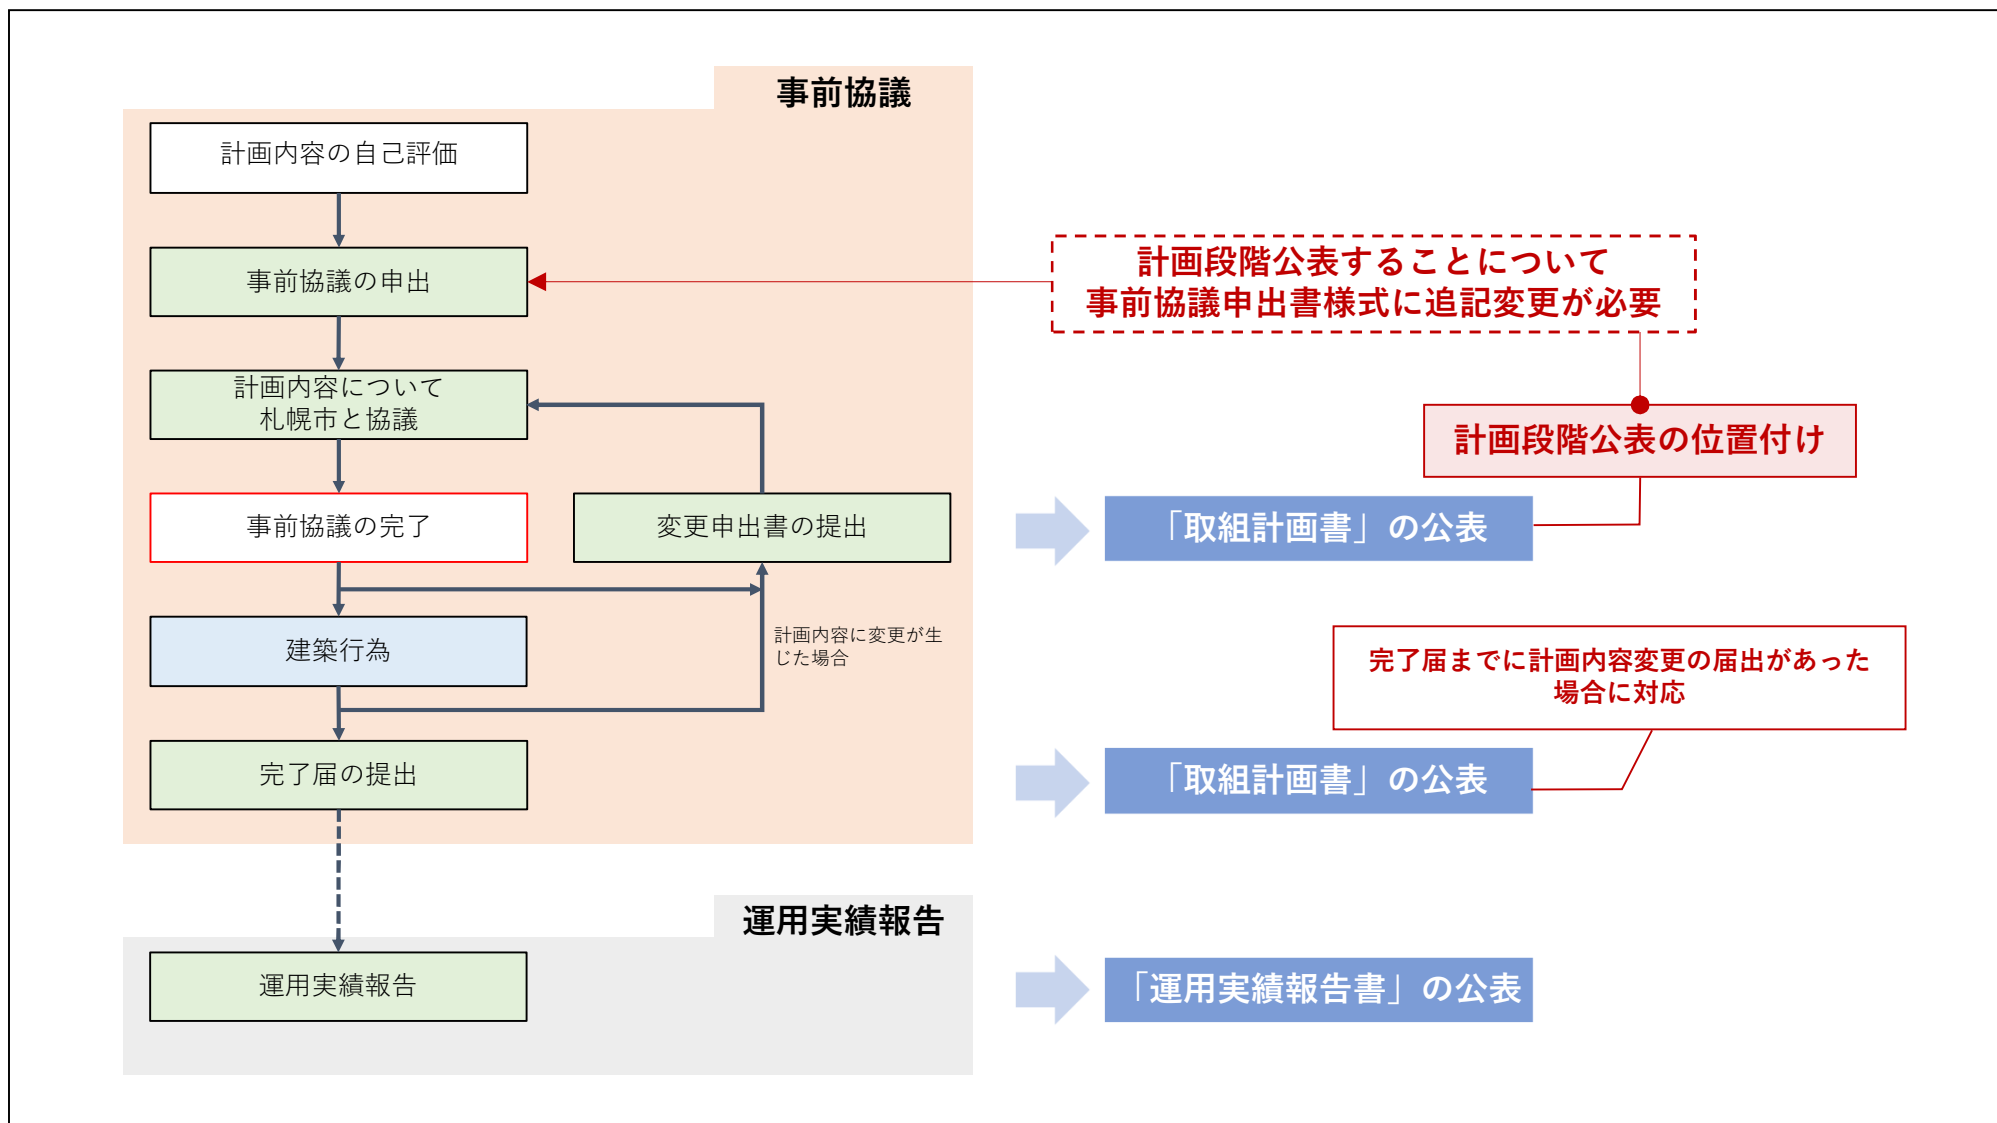 事前協議
計画内容の自己評価
事前協議の申出
計画段階公表することについて
事前協議申出書様式に追記変更が必要
計画内容について
札幌市と協議
計画段階公表の位置付け
事前協議の完了
変更申出書の提出
「取組計画書」の公表
建築行為
計画内容に変更が生
じた場合
完了届までに計画内容変更の届出があった
場合に対応
完了届の提出
「取組計画書」の公表
運用実績報告
運用実績報告
「運用実績報告書」の公表